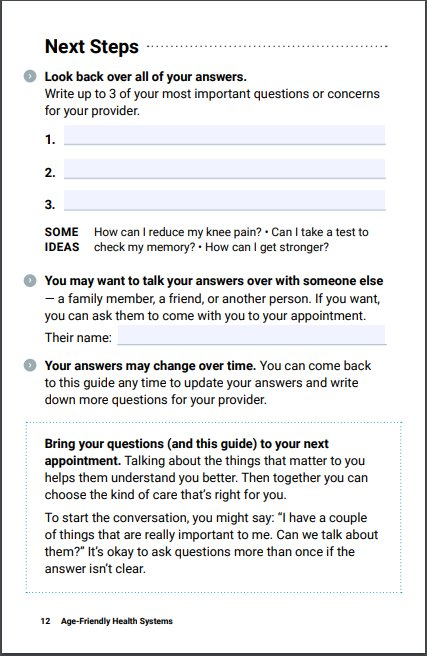 Next Steps
Look back over all of your answers.
Write up to 3 of your most important questions or concerns
for your provider.
1.
2.
3.
SOME IDEAS How can I reduce my knee pain? • Can I take a test to
check my memory? • How can I get stronger?
You may want to talk your answers over with someone else
— a family member, a friend, or another person. If you want,
you can ask them to come with you to your appointment.
Their name:
Your answers may change over time. You can come back
to this guide any time to update your answers and write
down more questions for your provider.
Bring your questions (and this guide) to your next
appointment. Talking about the things that matter to you
helps them understand you better. Then together you can
choose the kind of care that's right for you.
To start the conversation, you might say: “I have a couple
of things that are really important to me. Can we talk about
them?” It's okay to ask questions more than once if the
answer isn't clear.
12 Age-Friendly Health Systems